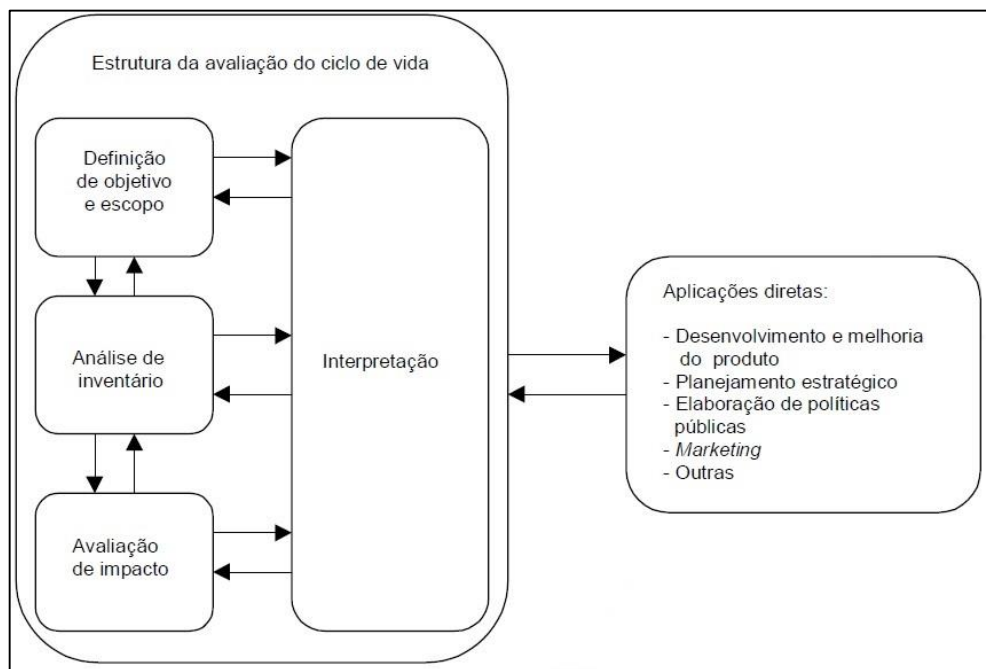 Estrutura da avaliação do ciclo de vida
Definição
de objetivo
e escopo
Análise de
inventário
Avaliação
de impacto
Interpretação
Aplicações diretas:
- Desenvolvimento e melhoria
do produto
- Planejamento estratégico
- Elaboração de políticas
públicas
- Marketing
- Outras